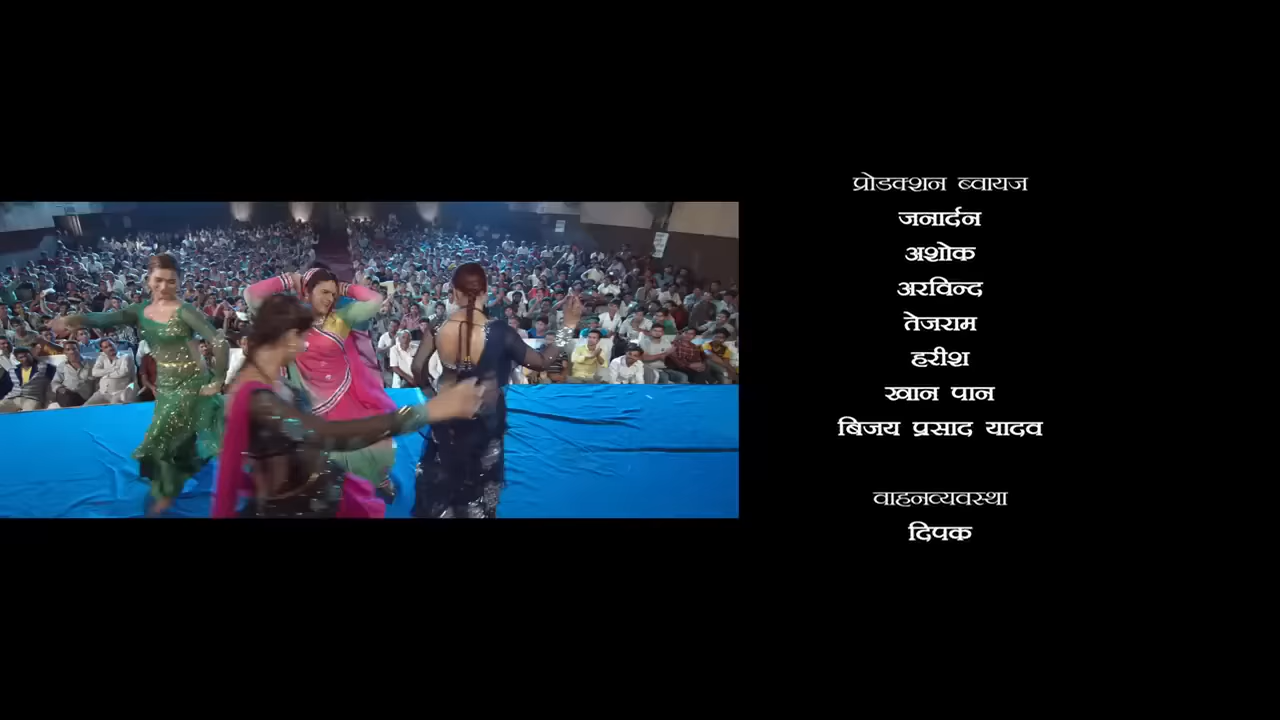 प्रोडक्शन ब्वायज
जनार्दन
अशोक
अरविन्द
तेजराम
हरीश
खान पान
बिजय प्रसाद यादव
वाहनव्यवस्था
दिपक